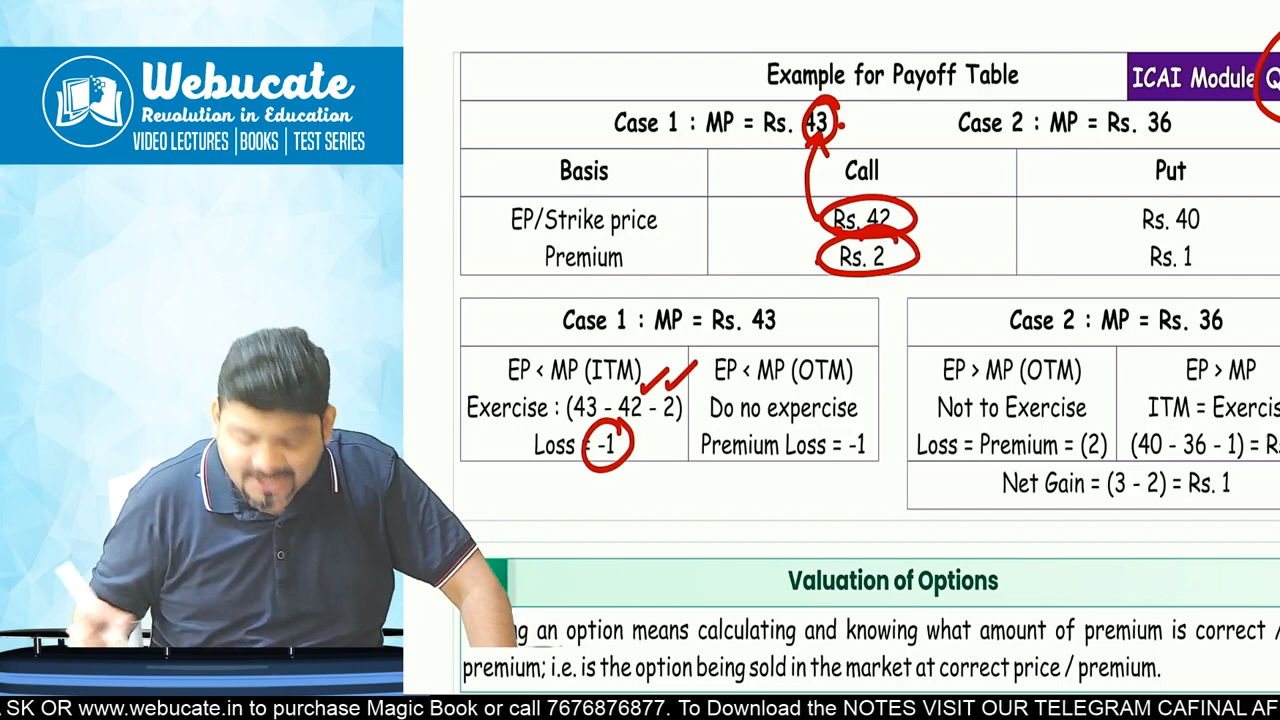 Webucate
Revolution in Education
VIDEO LECTURES | BOOKS | TEST SERIES
Example for Payoff Table
ICAI Module Q
Case 1 : MP = Rs. 43
Case 2 : MP = Rs. 36
Basis
Call
Put
EP/Strike price
Rs. 42
Rs. 40
Premium
Rs. 2
Rs. 1
Case 1 : MP = Rs. 43
EP < MP (ITM)
EP < MP (OTM)
Exercise : (43 - 42 - 2)
Do no expercise
Loss = -1
Premium Loss = -1
Case 2 : MP = Rs. 36
EP > MP (OTM)
EP > MP
Not to Exercise
ITM = Exercis
Loss = Premium = (2)
(40 - 36 - 1) = R
Net Gain = (3 - 2) = Rs. 1
Valuation of Options
ng an option means calculating and knowing what amount of premium is correct /
premium; i.e. is the option being sold in the market at correct price / premium.
SK OR www.webucate.in to purchase Magic Book or call 7676876877. To Download the NOTES VISIT OUR TELEGRAM CAFINAL AF